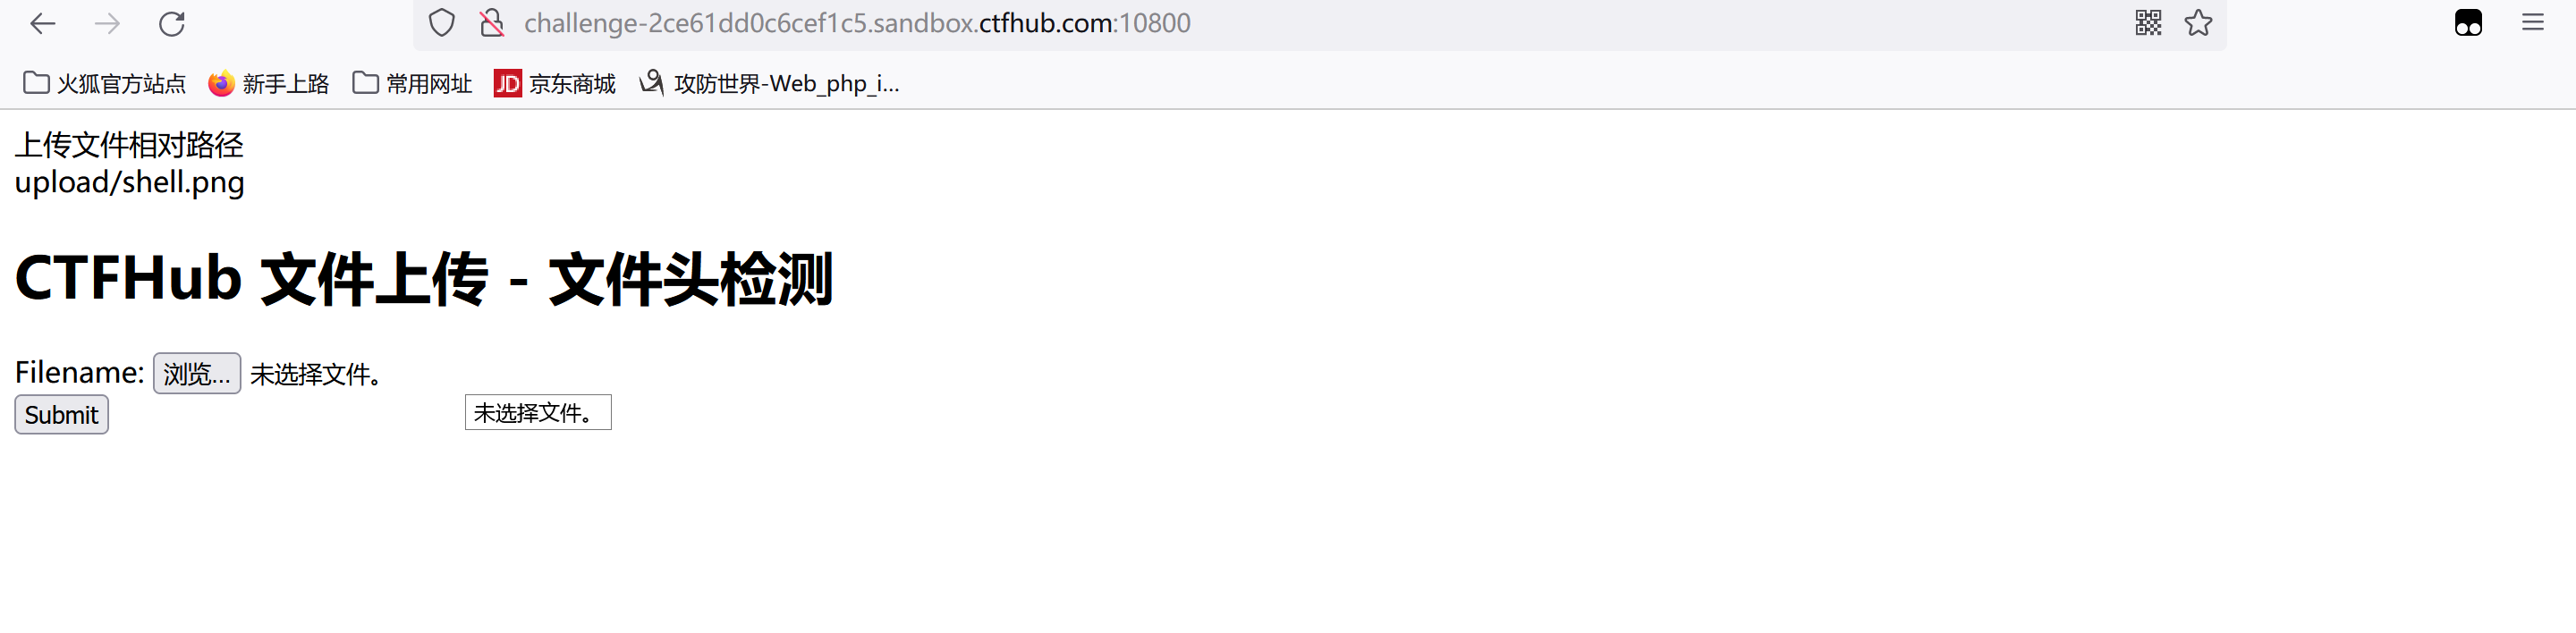 challenge-2ce61dd0c6cef1c5.sandbox.ctfhub.com:10800
火狐官方站点 新手上路 常用网址 JD 京东商城 攻防世界-Web_php_i...
上传文件相对路径
upload/shell.png
CTFHub 文件上传 - 文件头检测
Filename: 浏览... 未选择文件。
Submit 未选择文件。